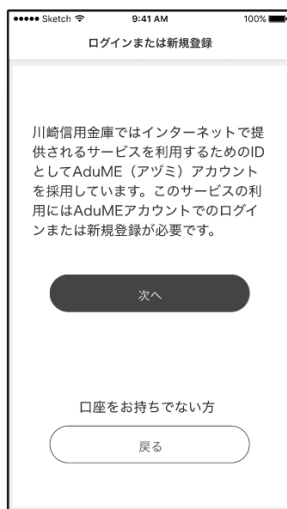 ●●●●● Sketch 9:41 AM 100%
ログインまたは新規登録
川崎信用金庫ではインターネットで提
供されるサービスを利用するためのID
としてAduME（アヅミ）アカウント
を採用しています。このサービスの利
用にはAduMEアカウントでのログイ
ンまたは新規登録が必要です。
次へ
口座をお持ちでない方
戻る